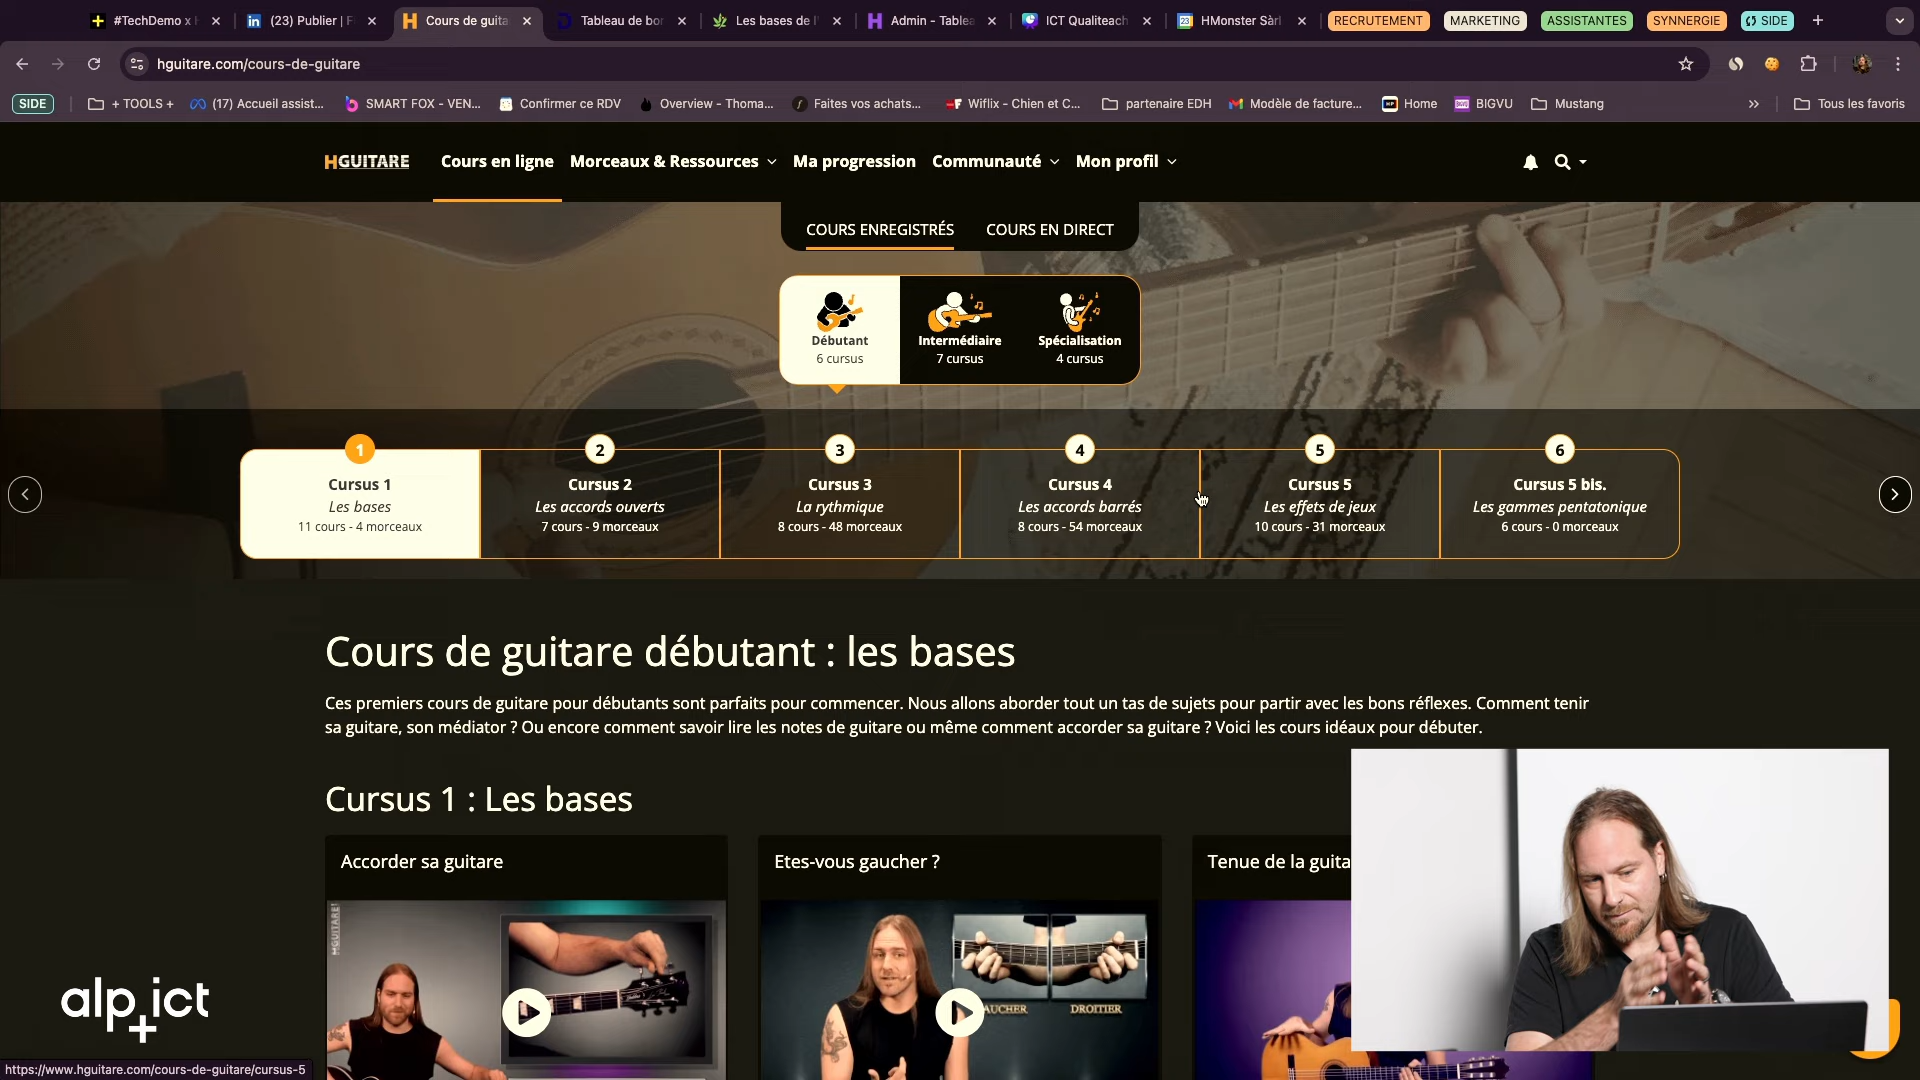 #TechDemo x
(23) Publier | F
Cours de guita
Tableau de bor
Les bases de l'
Admin - Table
ICT Qualiteach
HMonster Sàrl
RECRUTEMENT
MARKETING
ASSISTANTES
SYNNERGIE
SIDE
hguitare.com/cours-de-guitare
SIDE
+ TOOLS +
(17) Accueil assist...
SMART FOX - VEN...
Confirmer ce RDV
Overview - Thoma...
Faites vos achats...
Wiflix - Chien et C...
partenaire EDH
Modèle de facture...
Home
BIGVU
Mustang
Tous les favoris
HGUITARE
Cours en ligne
Morceaux & Ressources
Ma progression
Communauté
Mon profil
COURS ENREGISTRÉS
COURS EN DIRECT
Débutant
6 cursus
Intermédiaire
7 cursus
Spécialisation
4 cursus
1
Cursus 1
Les bases
11 cours - 4 morceaux
2
Cursus 2
Les accords ouverts
7 cours - 9 morceaux
3
Cursus 3
La rythmique
8 cours - 48 morceaux
4
Cursus 4
Les accords barrés
8 cours - 54 morceaux
5
Cursus 5
Les effets de jeux
10 cours - 31 morceaux
6
Cursus 5 bis.
Les gammes pentatonique
6 cours - 0 morceaux
Cours de guitare débutant : les bases
Ces premiers cours de guitare pour débutants sont parfaits pour commencer. Nous allons aborder tout un tas de sujets pour partir avec les bons réflexes. Comment tenir
sa guitare, son médiator ? Ou encore comment savoir lire les notes de guitare ou même comment accorder sa guitare ? Voici les cours idéaux pour débuter.
Cursus 1 : Les bases
Accorder sa guitare
Etes-vous gaucher ?
Tenue de la guita
HGUITARE!
AUCHER
DROITIER
alp+ict
https://www.hguitare.com/cours-de-guitare/cursus-5